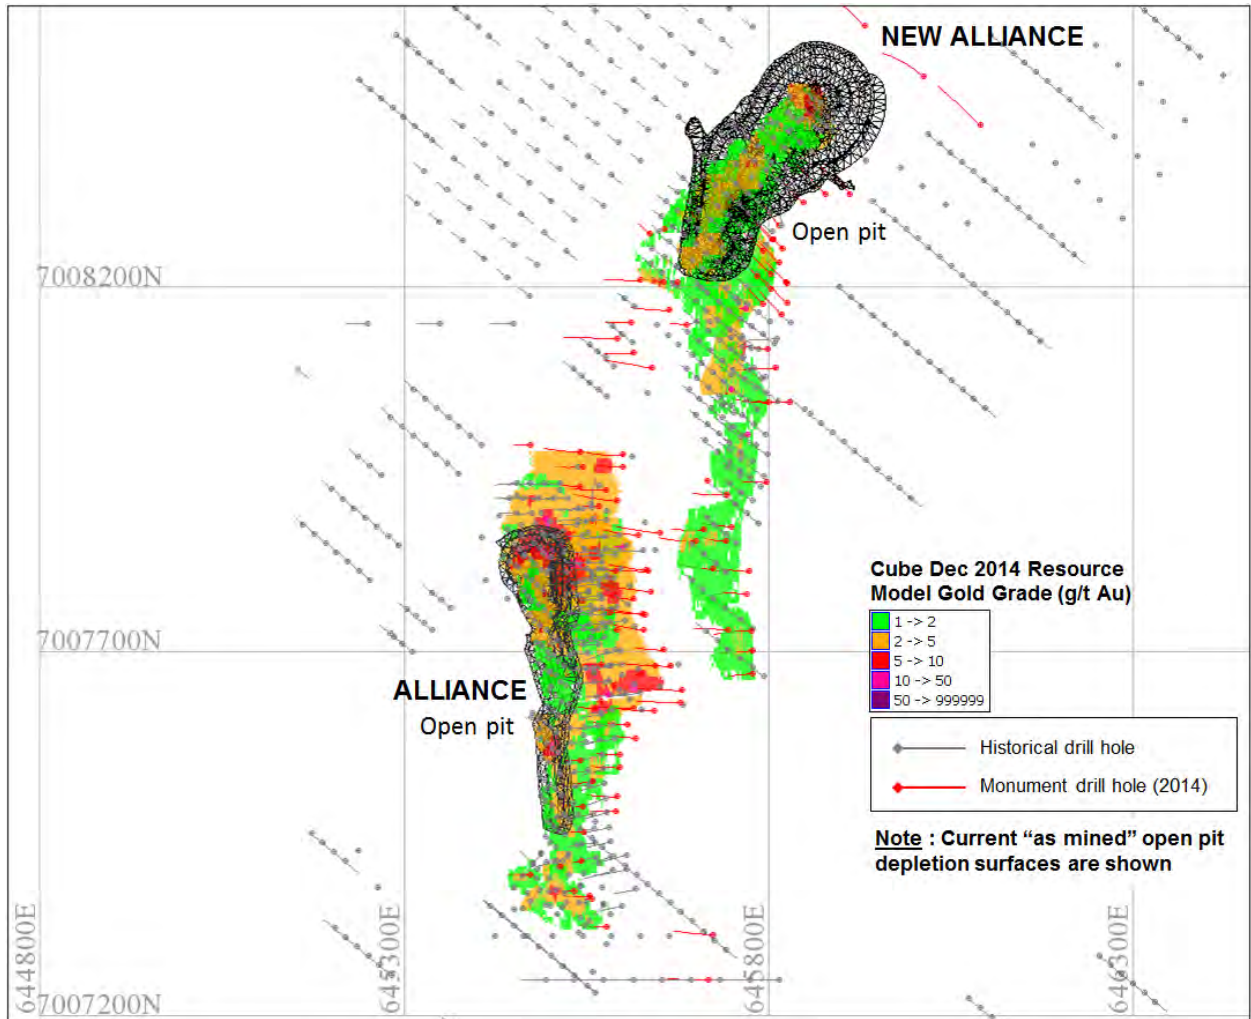 NEW ALLIANCE
Open pit
7008200N
7007700N
ALLIANCE
Open pit
Cube Dec 2014 Resource
Model Gold Grade (g/t Au)
1 -> 2
2 -> 5
5 -> 10
10 -> 50
50 -> 999999
Historical drill hole
Monument drill hole (2014)
Note : Current “as mined” open pit
depletion surfaces are shown
644800E
645300E
645800E
646300E
7007200N